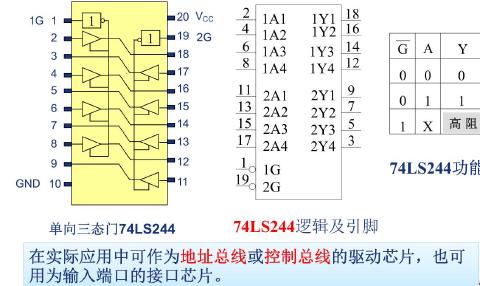 1G 1
2
3
4
5
6
7
8
9
GND 10
1
1
20 VCC
19 2G
18
17
16
15
14
13
12
11
单向三态门74LS244
2 1A1 1Y1 18
4 1A2 1Y2 16
6 1A3 1Y3 14
8 1A4 1Y4 12
11 2A1 2Y1 9
13 2A2 2Y2 7
15 2A3 2Y3 5
17 2A4 2Y4 3
1 1G
19 2G
74LS244逻辑及引脚
G A Y
0 0 0
0 1 1
1 X 高阻
74LS244功能
在实际应用中可作为地址总线或控制总线的驱动芯片，也可
用为输入端口的接口芯片。